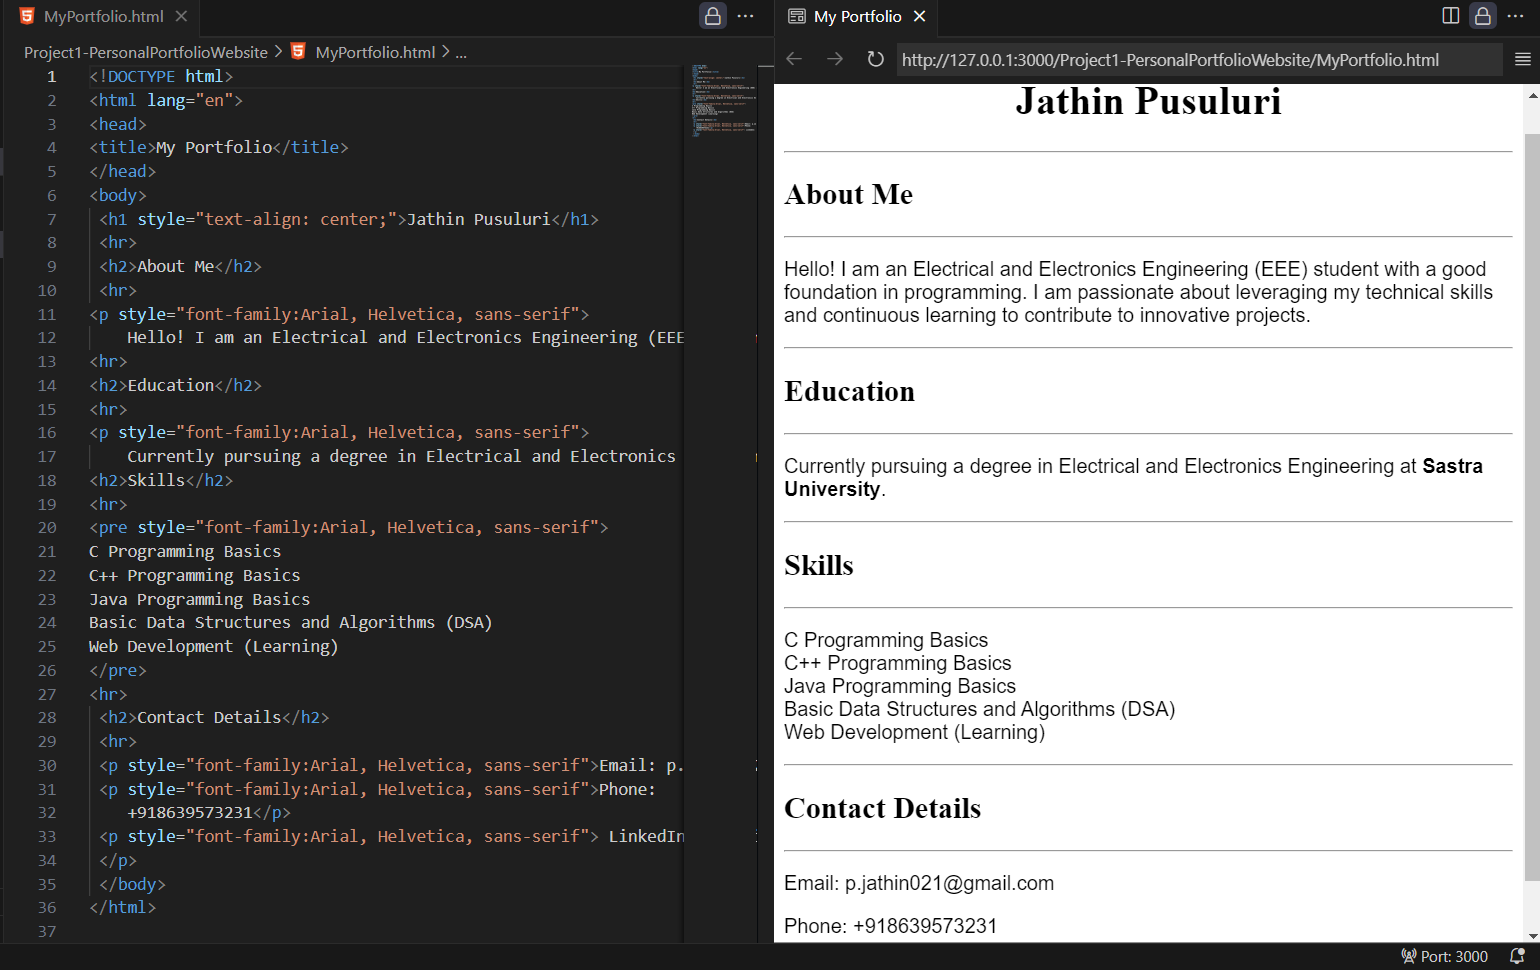 MyPortfolio.html
Project1-PersonalPortfolioWebsite > MyPortfolio.html > ...
1 <!DOCTYPE html>
2 <html lang="en">
3 <head>
4 <title>My Portfolio</title>
5 </head>
6 <body>
7 <h1 style="text-align: center;">Jathin Pusuluri</h1>
8 <hr>
9 <h2>About Me</h2>
10 <hr>
11 <p style="font-family:Arial, Helvetica, sans-serif">
12 Hello! I am an Electrical and Electronics Engineering (EEE
13 <hr>
14 <h2>Education</h2>
15 <hr>
16 <p style="font-family:Arial, Helvetica, sans-serif">
17 Currently pursuing a degree in Electrical and Electronics
18 <h2>Skills</h2>
19 <hr>
20 <pre style="font-family:Arial, Helvetica, sans-serif">
21 C Programming Basics
22 C++ Programming Basics
23 Java Programming Basics
24 Basic Data Structures and Algorithms (DSA)
25 Web Development (Learning)
26 </pre>
27 <hr>
28 <h2>Contact Details</h2>
29 <hr>
30 <p style="font-family:Arial, Helvetica, sans-serif">Email: p.
31 <p style="font-family:Arial, Helvetica, sans-serif">Phone:
32 +918639573231</p>
33 <p style="font-family:Arial, Helvetica, sans-serif"> LinkedIn
34 </p>
35 </body>
36 </html>
37
My Portfolio
http://127.0.0.1:3000/Project1-PersonalPortfolioWebsite/MyPortfolio.html
Jathin Pusuluri
About Me
Hello! I am an Electrical and Electronics Engineering (EEE) student with a good
foundation in programming. I am passionate about leveraging my technical skills
and continuous learning to contribute to innovative projects.
Education
Currently pursuing a degree in Electrical and Electronics Engineering at Sastra
University.
Skills
C Programming Basics
C++ Programming Basics
Java Programming Basics
Basic Data Structures and Algorithms (DSA)
Web Development (Learning)
Contact Details
Email: p.jathin021@gmail.com
Phone: +918639573231
Port: 3000